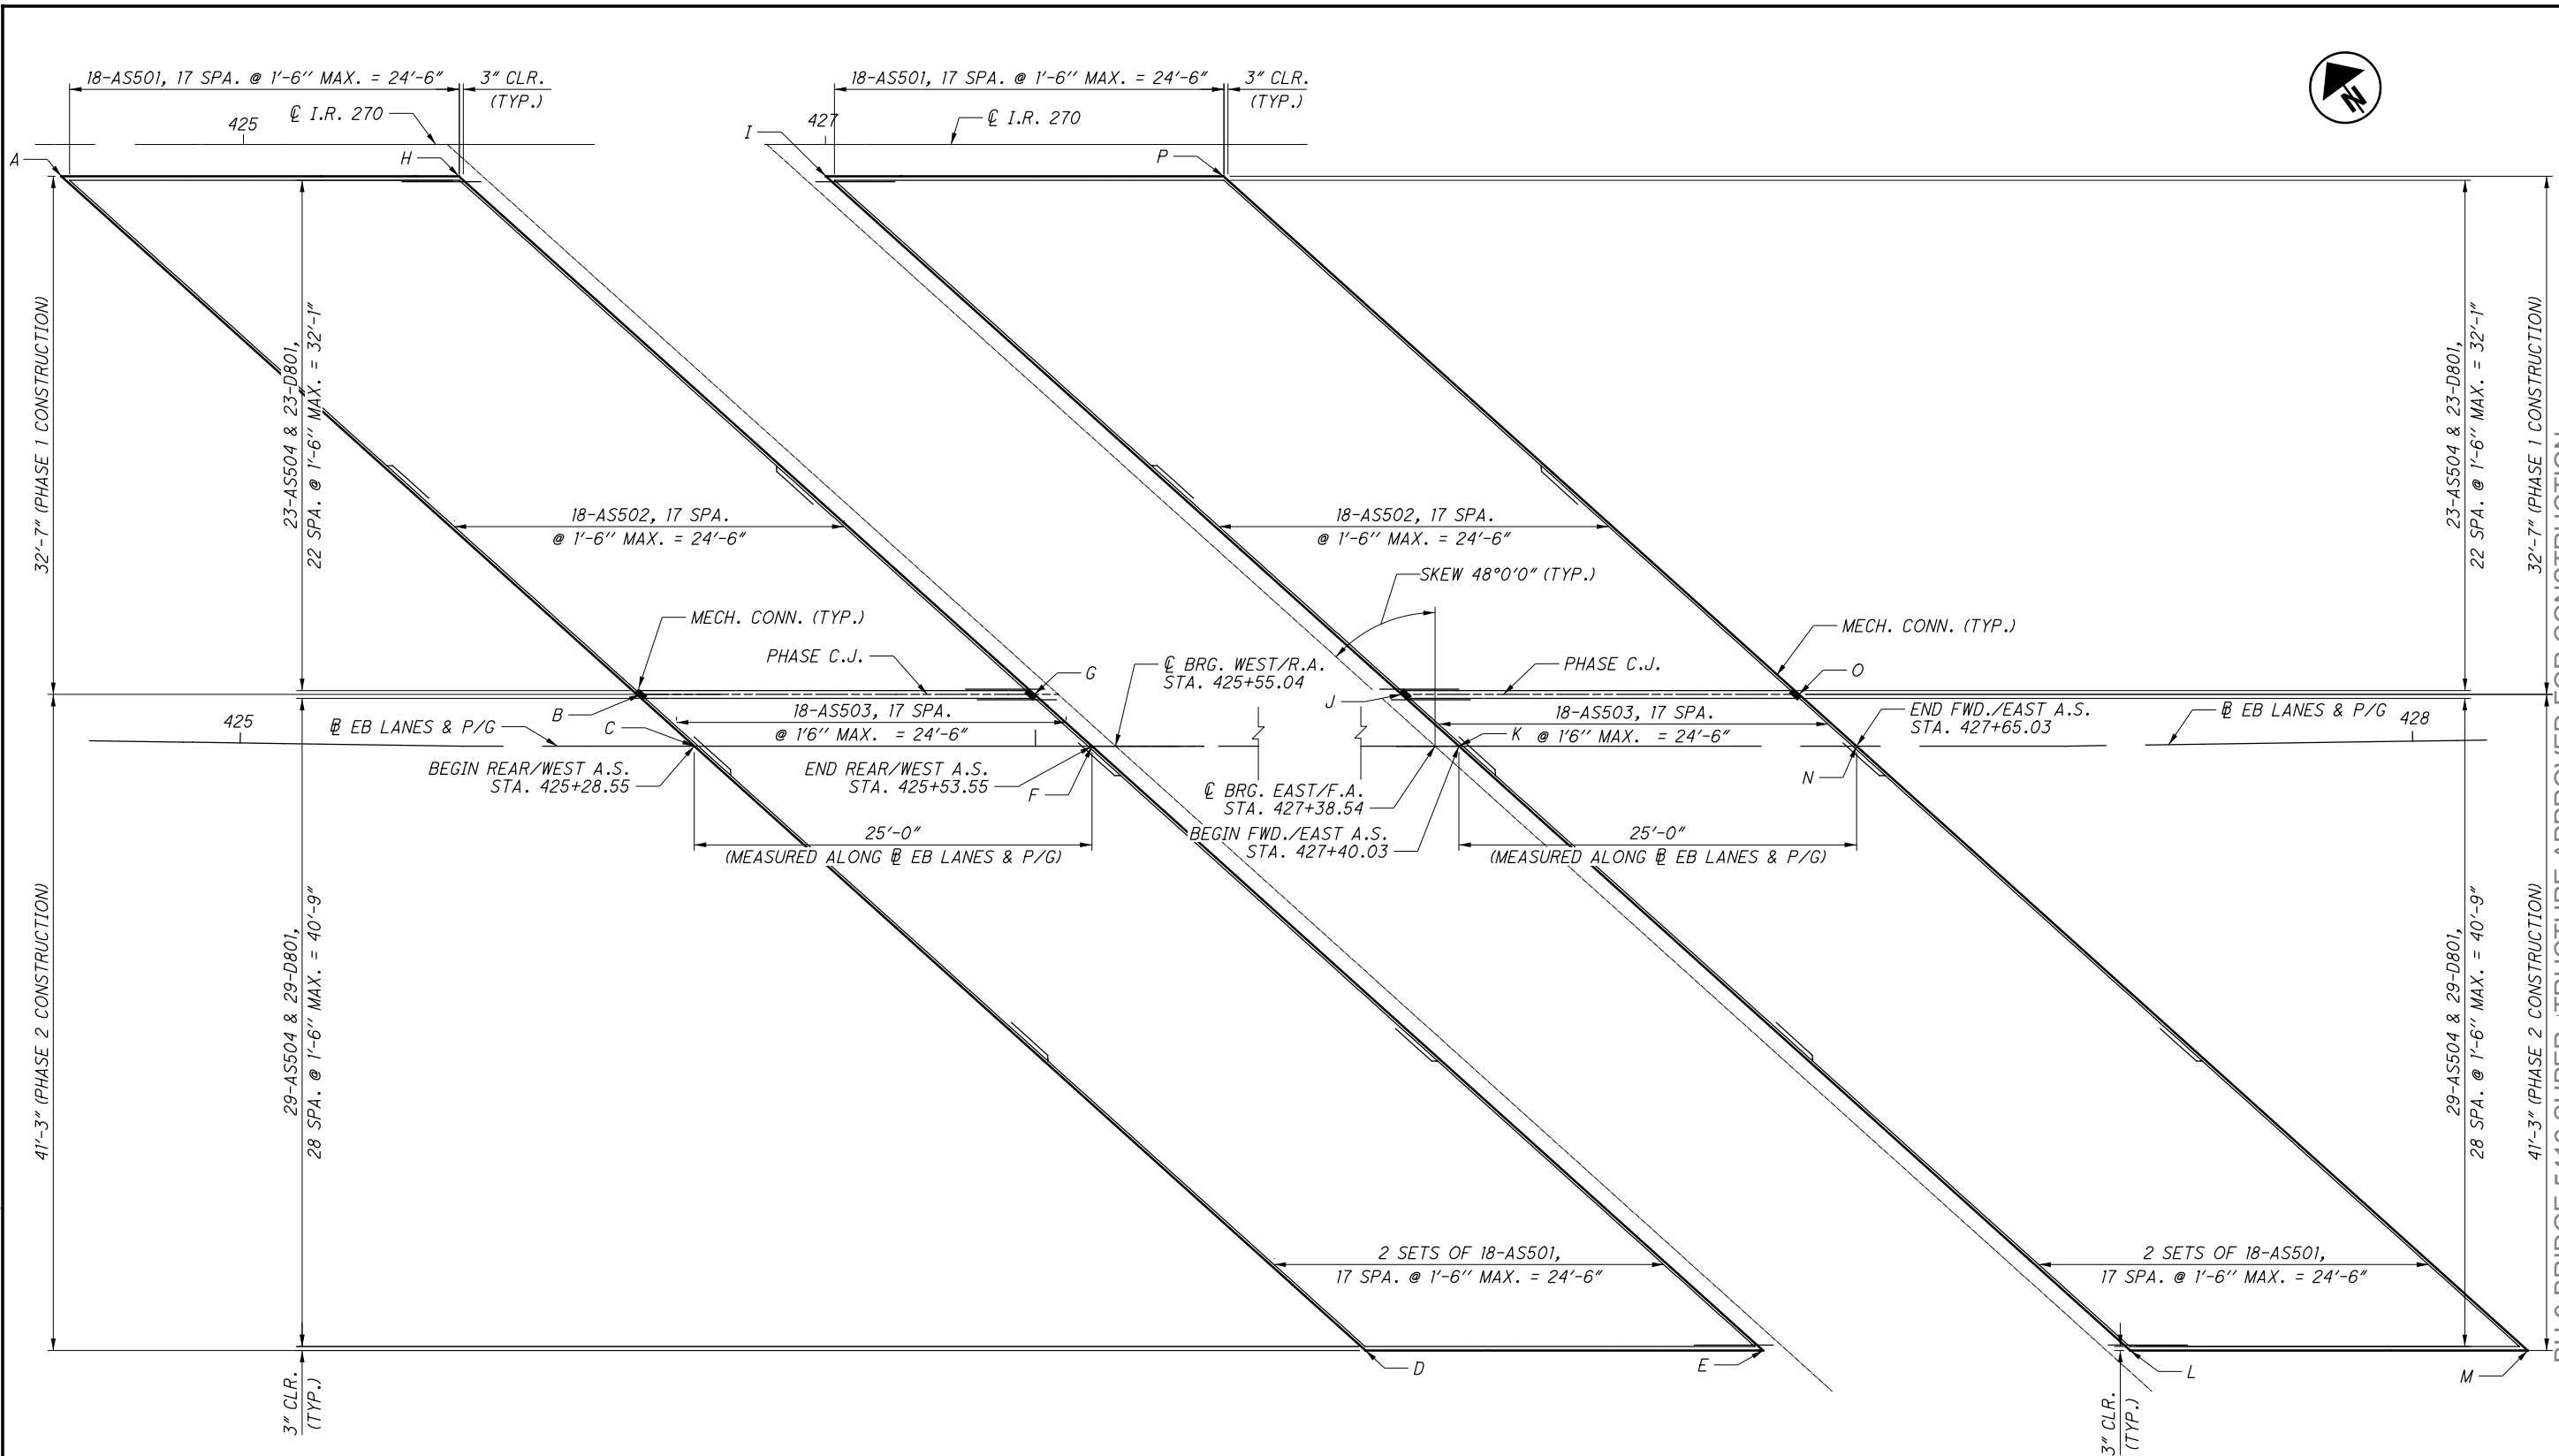 18-AS501, 17 SPA. @ 1'-6'' MAX. = 24'-6"
3" CLR.
(TYP.)
18-AS501, 17 SPA. @ 1'-6'' MAX. = 24'-6"
3" CLR.
(TYP.)
N
425
℄ I.R. 270
427
℄ I.R. 270
A
H
I
P
32'-7" (PHASE 1 CONSTRUCTION)
23-AS504 & 23-D801,
22 SPA. @ 1'-6'' MAX. = 32'-1"
23-AS504 & 23-D801,
22 SPA. @ 1'-6'' MAX. = 32'-1"
32'-7" (PHASE 1 CONSTRUCTION)
18-AS502, 17 SPA.
@ 1'-6'' MAX. = 24'-6"
18-AS502, 17 SPA.
@ 1'-6'' MAX. = 24'-6"
SKEW 48°0'0" (TYP.)
MECH. CONN. (TYP.)
MECH. CONN. (TYP.)
PHASE C.J.
G
℄ BRG. WEST/R.A.
STA. 425+55.04
PHASE C.J.
O
B
C
J
K
425
BL EB LANES & P/G
18-AS503, 17 SPA.
@ 1'6" MAX. = 24'-6"
18-AS503, 17 SPA.
@ 1'6" MAX. = 24'-6"
END FWD./EAST A.S.
STA. 427+65.03
BL EB LANES & P/G
428
BEGIN REAR/WEST A.S.
STA. 425+28.55
END REAR/WEST A.S.
STA. 425+53.55
F
℄ BRG. EAST/F.A.
STA. 427+38.54
BEGIN FWD./EAST A.S.
STA. 427+40.03
N
25'-0"
(MEASURED ALONG BL EB LANES & P/G)
25'-0"
(MEASURED ALONG BL EB LANES & P/G)
41'-3" (PHASE 2 CONSTRUCTION)
29-AS504 & 29-D801,
28 SPA. @ 1'-6'' MAX. = 40'-9"
29-AS504 & 29-D801,
28 SPA. @ 1'-6'' MAX. = 40'-9"
41'-3" (PHASE 2 CONSTRUCTION)
2 SETS OF 18-AS501,
17 SPA. @ 1'-6'' MAX. = 24'-6"
2 SETS OF 18-AS501,
17 SPA. @ 1'-6'' MAX. = 24'-6"
D
E
L
M
3" CLR.
(TYP.)
3" CLR.
(TYP.)